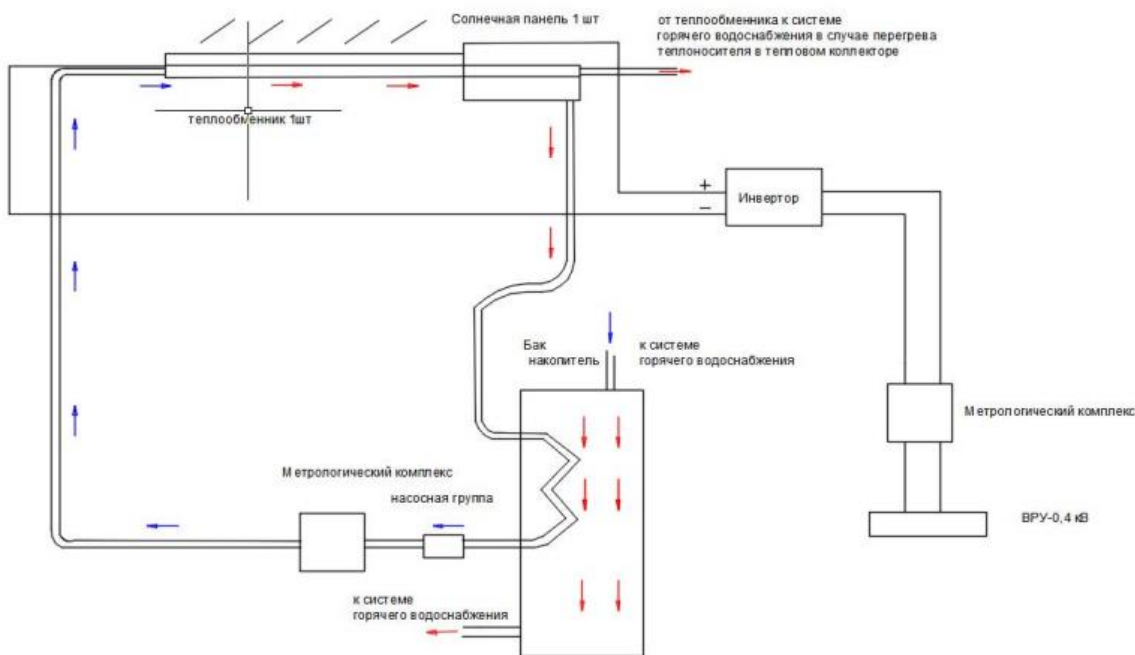 Солнечная панель 1 шт
от теплообменника к системе
горячего водоснабжения в случае перегрева
теплоносителя в тепловом коллекторе
теплообменник 1шт
+
−
Инвертор
Бак
накопитель
к системе
горячего водоснабжения
Метрологический комплекс
Метрологический комплекс
насосная группа
ВРУ-0,4 кВ
к системе
горячего водоснабжения